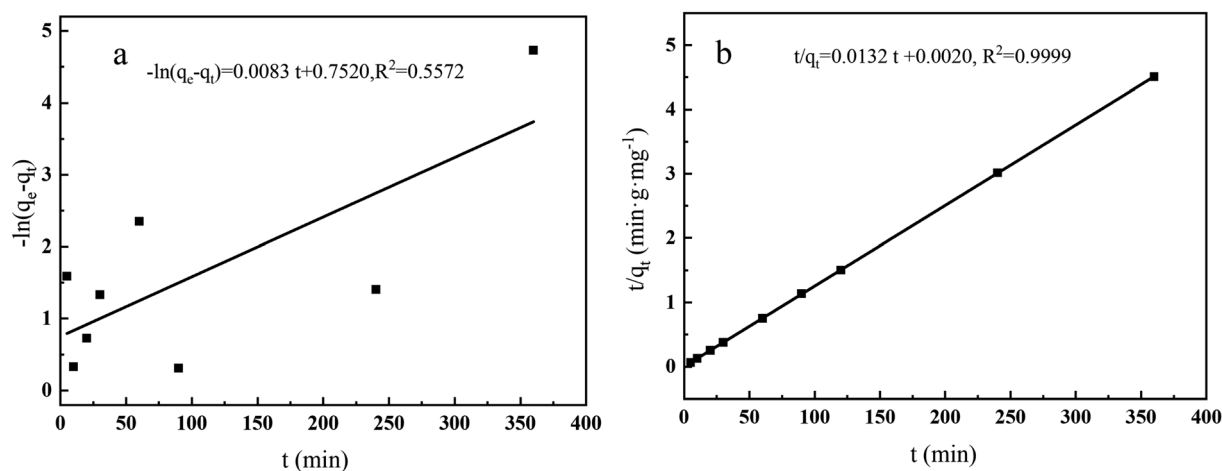 a
-ln(qe-qt)=0.0083 t+0.7520,R²=0.5572
5
4
3
2
1
0
-ln(qe-qt)
0 50 100 150 200 250 300 350 400
t (min)
b
t/qt=0.0132 t +0.0020, R²=0.9999
5
4
3
2
1
0
t/qt (min·g·mg⁻¹)
0 50 100 150 200 250 300 350 400
t (min)